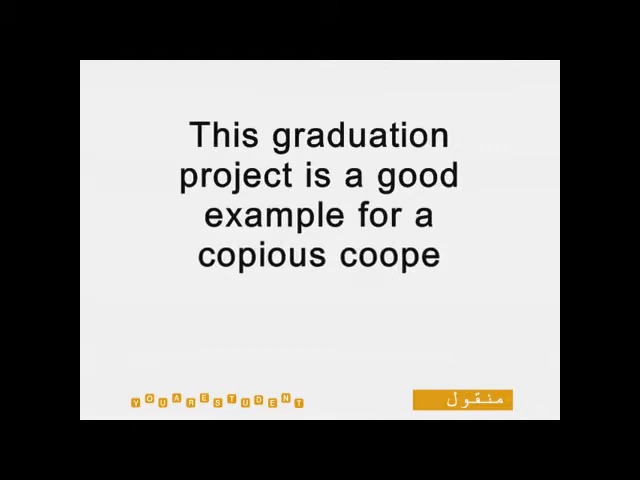 This graduation
project is a good
example for a
copious coope
YOUARESTUDENT
منقول